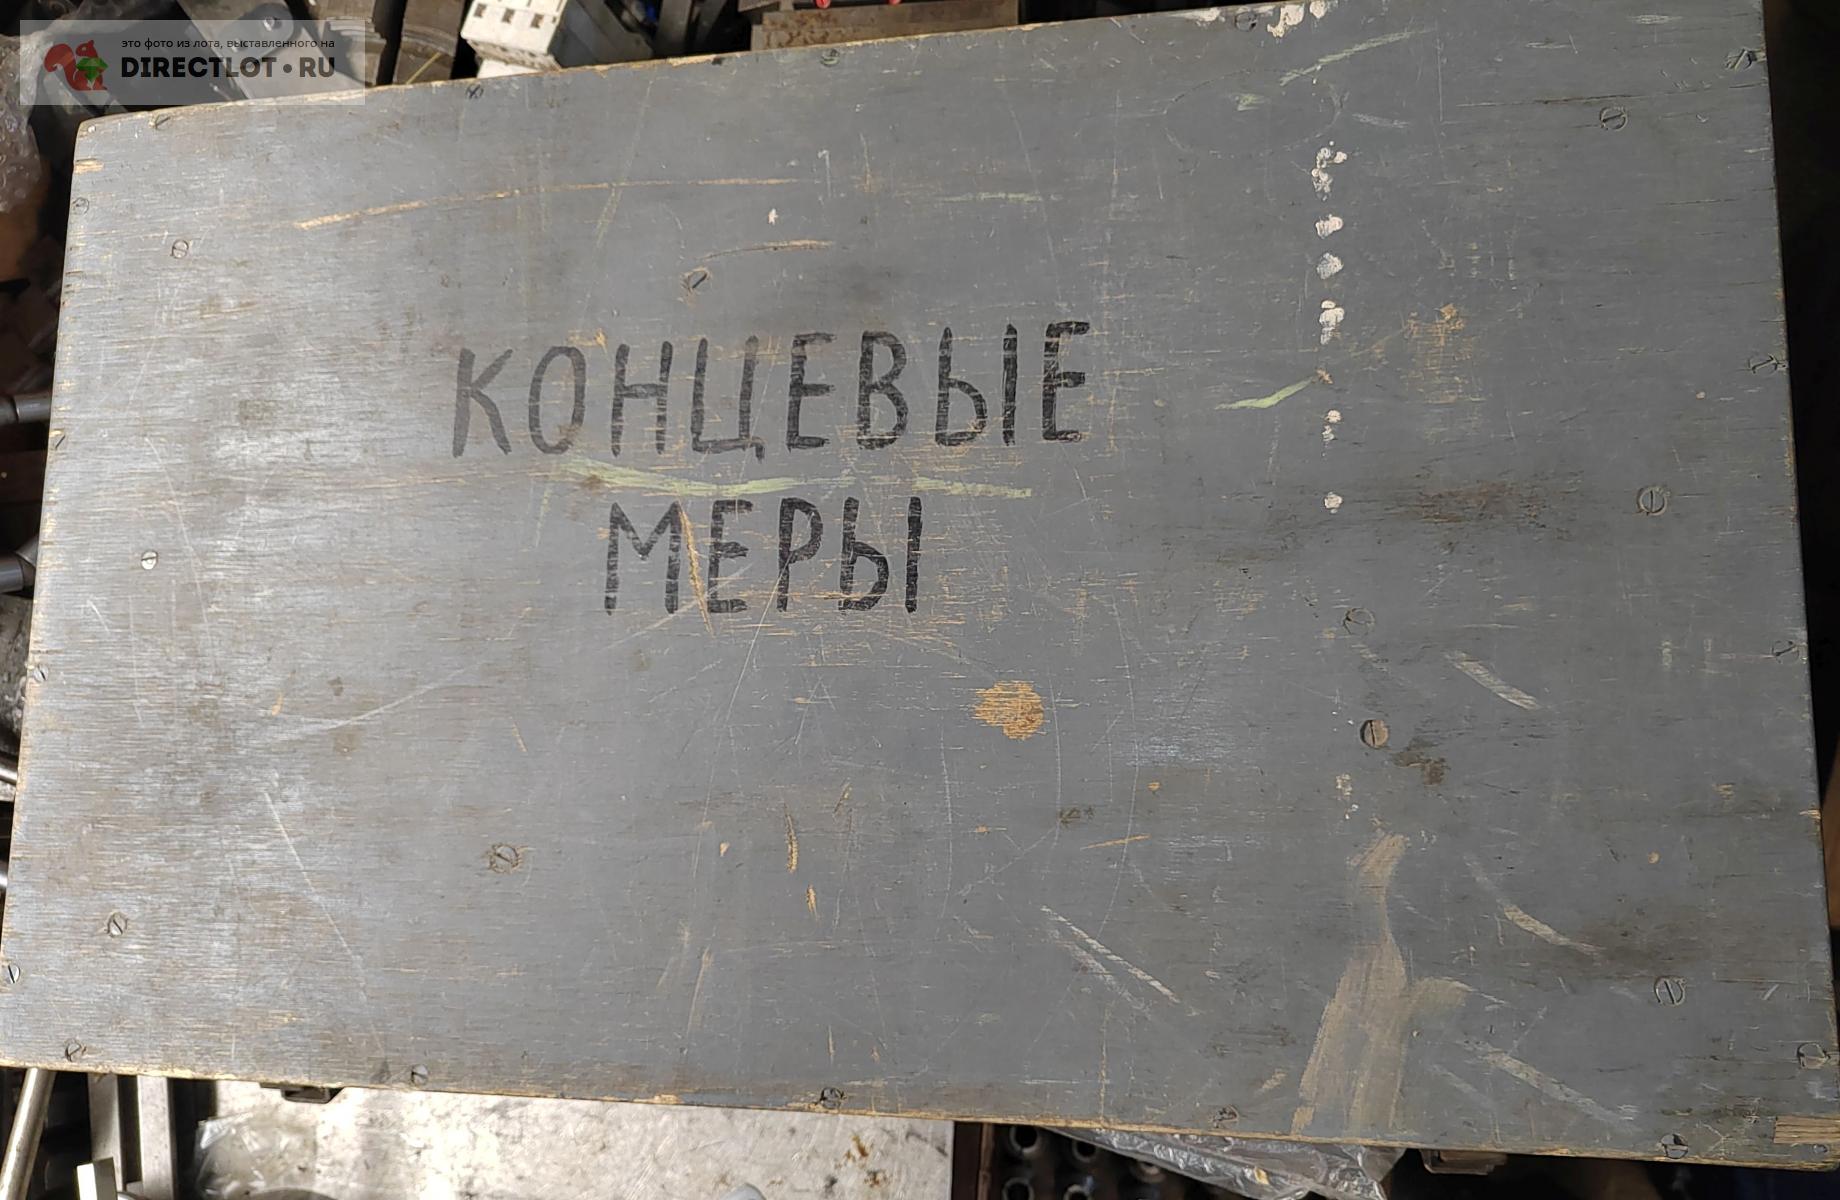 это фото из лота, выставленного на
DIRECTLOT•RU
КОНЦЕВЫЕ
МЕРЫ